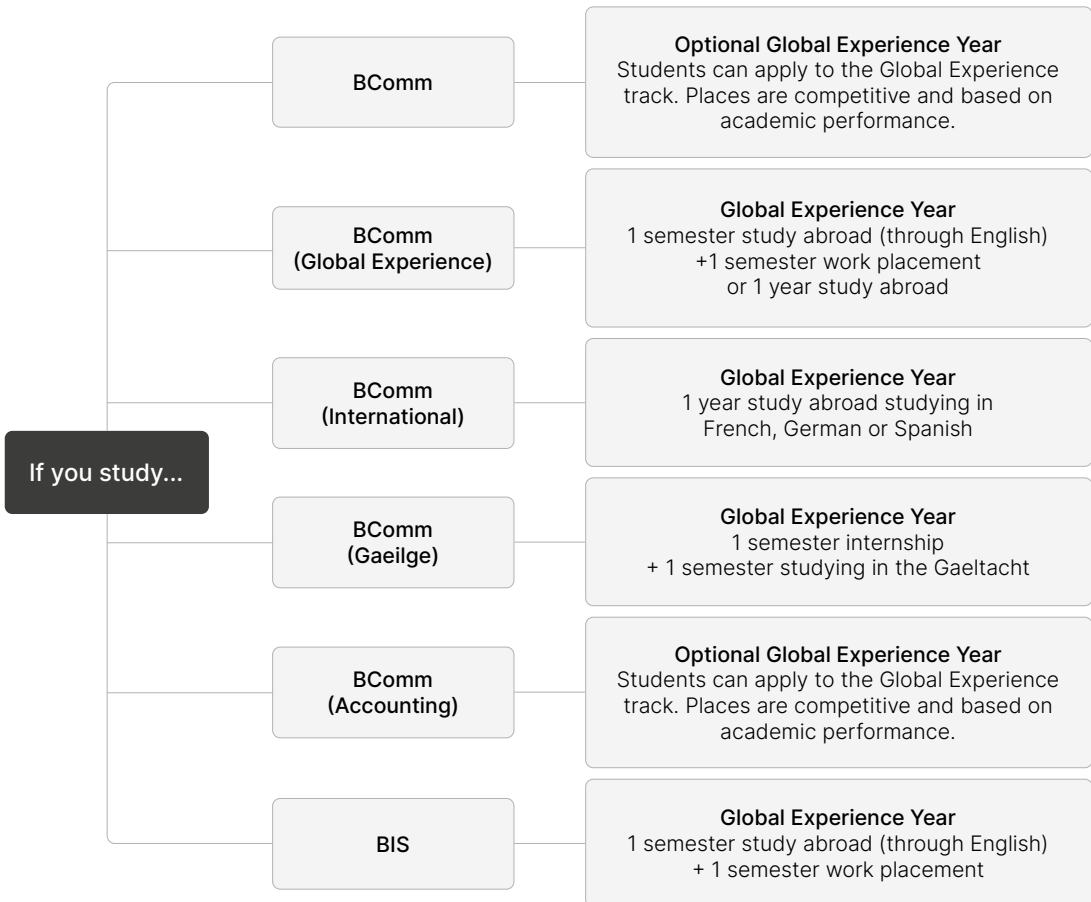 If you study...
BComm
Optional Global Experience Year
Students can apply to the Global Experience
track. Places are competitive and based on
academic performance.
BComm
(Global Experience)
Global Experience Year
1 semester study abroad (through English)
+1 semester work placement
or 1 year study abroad
BComm
(International)
Global Experience Year
1 year study abroad studying in
French, German or Spanish
BComm
(Gaeilge)
Global Experience Year
1 semester internship
+ 1 semester studying in the Gaeltacht
BComm
(Accounting)
Optional Global Experience Year
Students can apply to the Global Experience
track. Places are competitive and based on
academic performance.
BIS
Global Experience Year
1 semester study abroad (through English)
+ 1 semester work placement